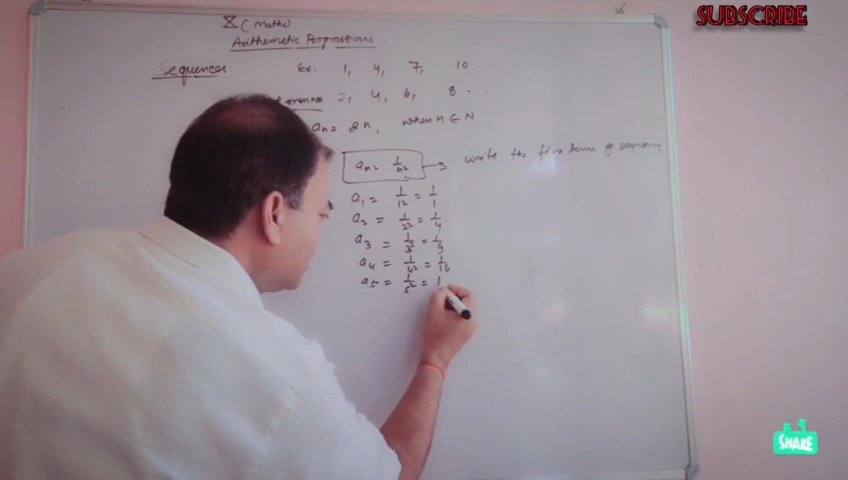 SUBSCRIBE
X (Maths)
Arithmetic Progressions
Sequences Ex. 1, 4, 7, 10.
2, 4, 6, 8 . .
aₙ = 2n, when n ∈ N
aₙ = 1/n² → 5 Write the first terms of sequence
a₁ = 1/1² = 1/1
a₂ = 1/2² = 1/4
a₃ = 1/3² = 1/9
a₄ = 1/4² = 1/16
a₅ = 1/5² = 1
SHARE